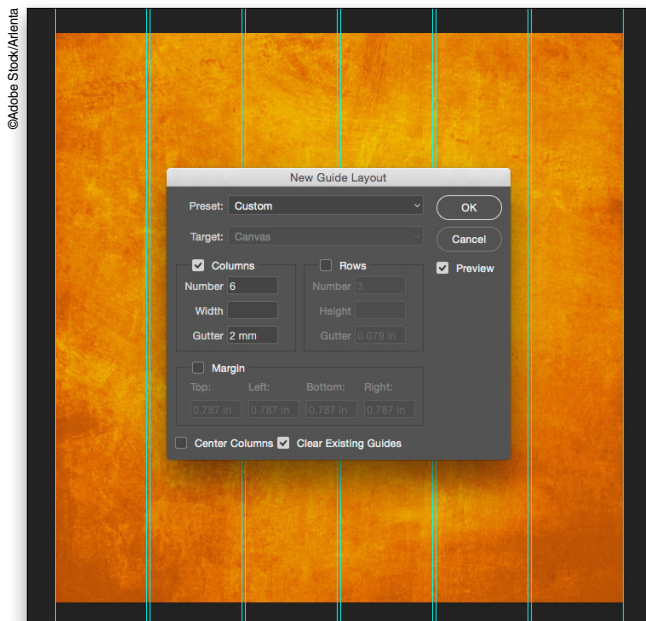 ©Adobe Stock/Arlenta
New Guide Layout
Preset: Custom
OK
Target: Canvas
Cancel
Columns
Rows
Preview
Number 6
Number 3
Width
Height
Gutter 2 mm
Gutter 0.079 in
Margin
Top: Left: Bottom: Right:
0.787 in 0.787 in 0.787 in 0.787 in
Center Columns Clear Existing Guides